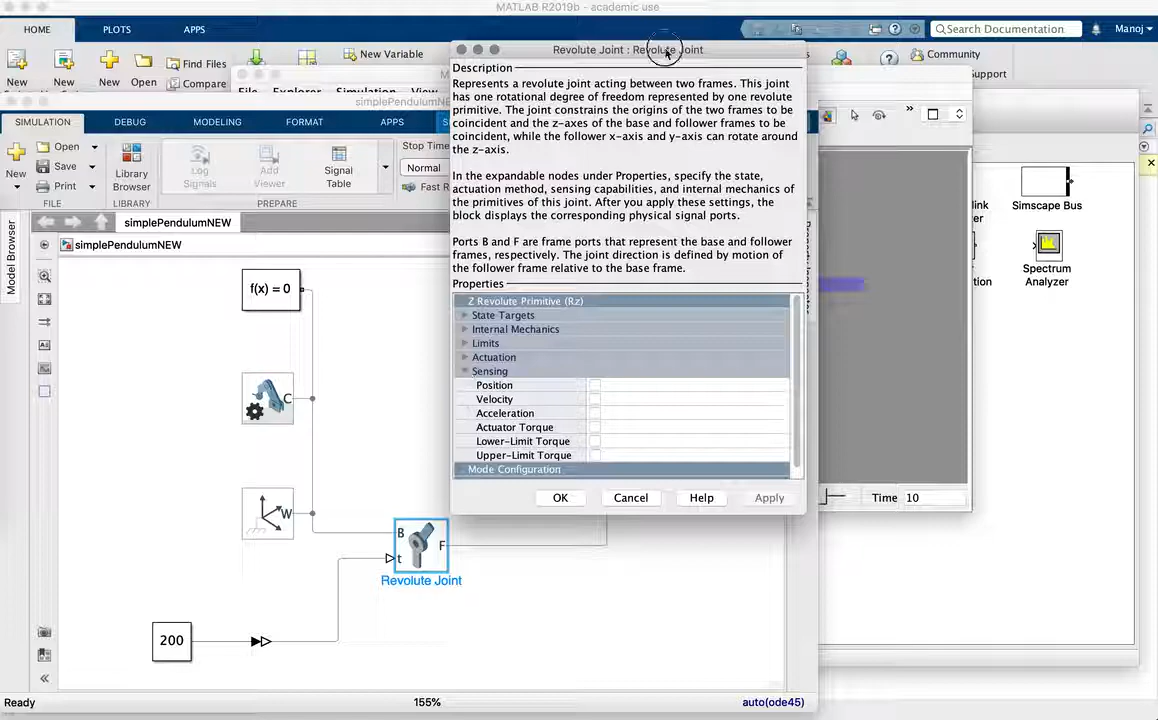 MATLAB R2019b - academic use
HOME
PLOTS
APPS
Search Documentation
Manoj
New
New
New
Open
Find Files
Compare
New Variable
Community
Support
File
Explorer
Simulation
View
simplePendulumNEW
SIMULATION
DEBUG
MODELING
FORMAT
APPS
New
Open
Save
Print
Library
Browser
Log
Signals
Add
Viewer
Signal
Table
Stop Time
Normal
Fast R
FILE
LIBRARY
PREPARE
simplePendulumNEW
simplePendulumNEW
Model Browser
f(x) = 0
C
W
B
F
t
Revolute Joint
200
Ready
155%
auto(ode45)
Revolute Joint : Revolute Joint
Description
Represents a revolute joint acting between two frames. This joint
has one rotational degree of freedom represented by one revolute
primitive. The joint constrains the origins of the two frames to be
coincident and the z-axes of the base and follower frames to be
coincident, while the follower x-axis and y-axis can rotate around
the z-axis.
In the expandable nodes under Properties, specify the state,
actuation method, sensing capabilities, and internal mechanics of
the primitives of this joint. After you apply these settings, the
block displays the corresponding physical signal ports.
Ports B and F are frame ports that represent the base and follower
frames, respectively. The joint direction is defined by motion of
the follower frame relative to the base frame.
Properties
Z Revolute Primitive (Rz)
State Targets
Internal Mechanics
Limits
Actuation
Sensing
Position
Velocity
Acceleration
Actuator Torque
Lower-Limit Torque
Upper-Limit Torque
Mode Configuration
OK
Cancel
Help
Apply
Time 10
Simscape Bus
Spectrum
Analyzer